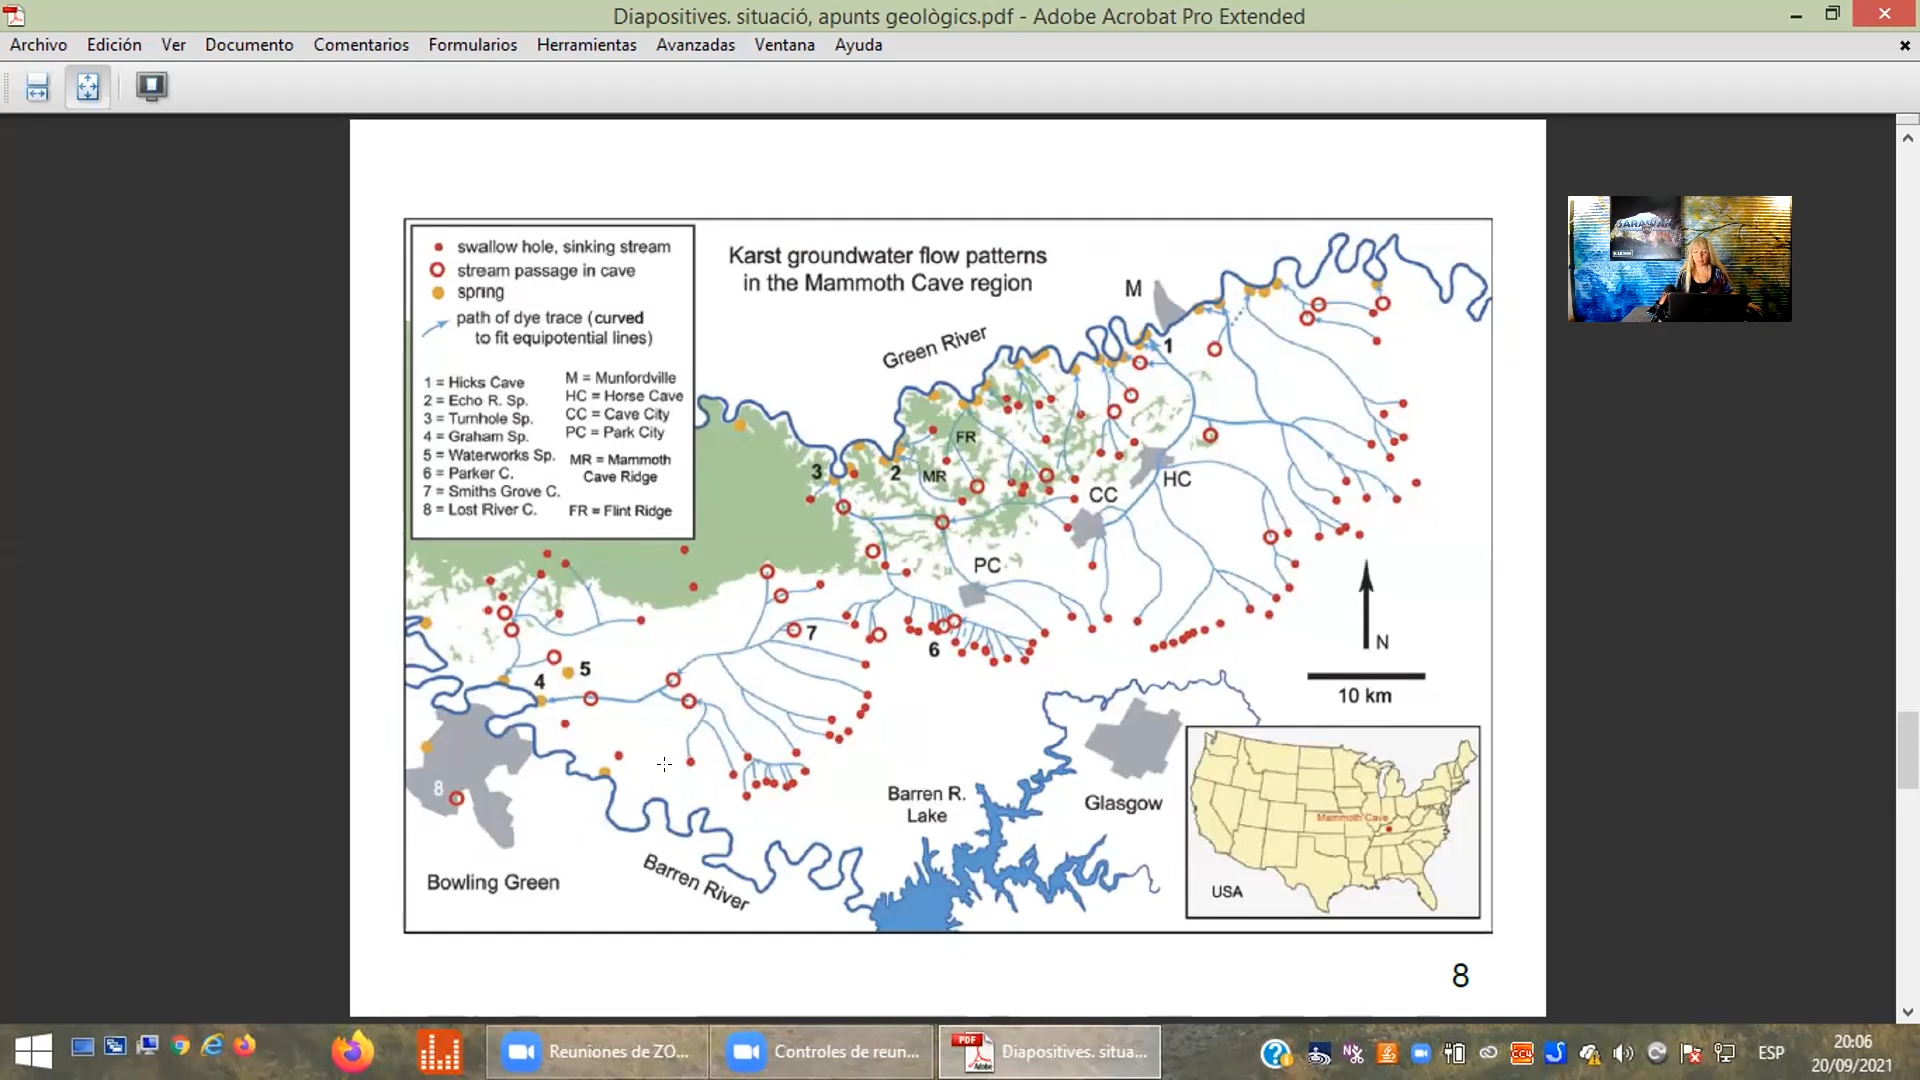 Diapositives. situació, apunts geològics.pdf - Adobe Acrobat Pro Extended
Archivo Edición Ver Documento Comentarios Formularios Herramientas Avanzadas Ventana Ayuda
swallow hole, sinking stream
stream passage in cave
spring
path of dye trace (curved
to fit equipotential lines)
1 = Hicks Cave
2 = Echo R. Sp.
3 = Turnhole Sp.
4 = Graham Sp.
5 = Waterworks Sp.
6 = Parker C.
7 = Smiths Grove C.
8 = Lost River C.
M = Munfordville
HC = Horse Cave
CC = Cave City
PC = Park City
MR = Mammoth
Cave Ridge
FR = Flint Ridge
Karst groundwater flow patterns
in the Mammoth Cave region
M
Green River
1
FR
3
2
MR
CC
HC
PC
7
6
5
4
8
N
10 km
Barren R.
Lake
Glasgow
Barren River
Bowling Green
Mammoth Cave
USA
SARAWAK
8
Reuniones de ZO...
Controles de reun...
PDF
Adobe
Diapositives. situa...
ESP
20:06
20/09/2021